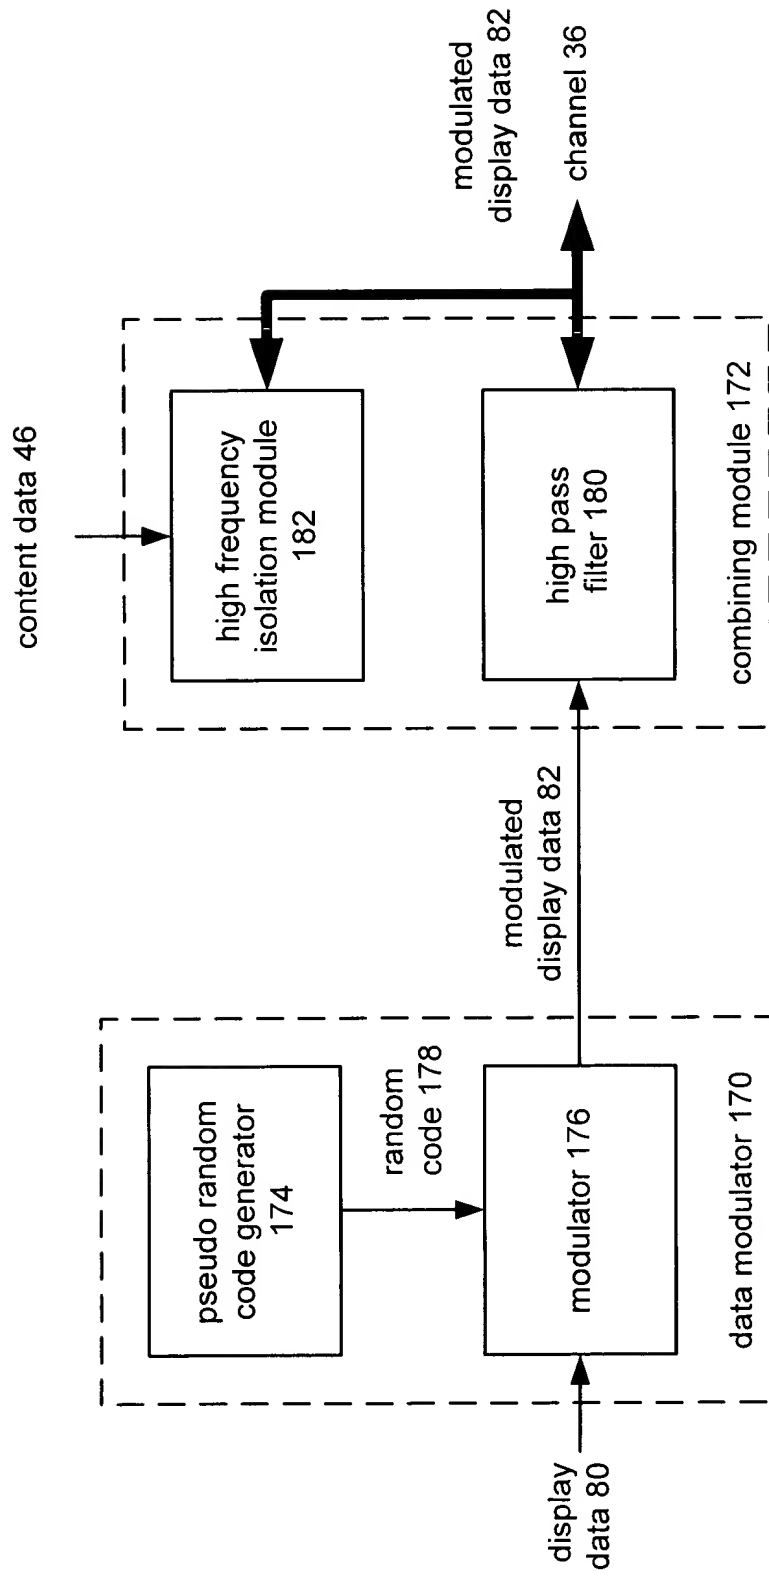 content data 46
pseudo random
code generator
174
random
code 178
display
data 80
modulator 176
data modulator 170
modulated
display data 82
high frequency
isolation module
182
high pass
filter 180
combining module 172
modulated
display data 82
channel 36